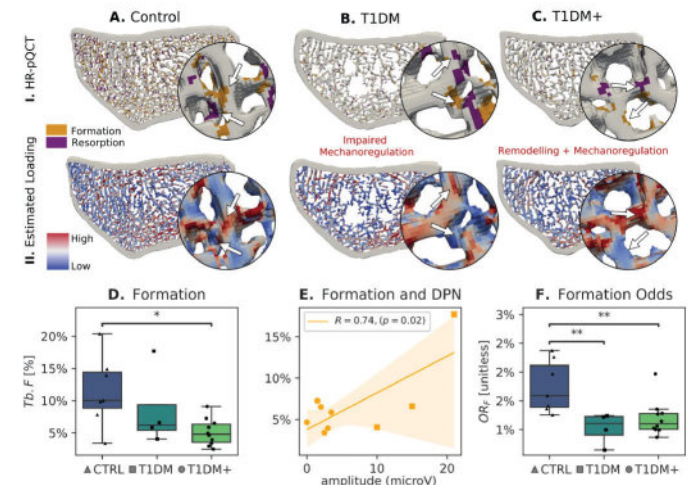 A. Control
B. T1DM
C. T1DM+
I. HR-pQCT
Formation
Resorption
Impaired
Mechanoregulation
Remodelling + Mechanoregulation
II. Estimated Loading
High
Low
D. Formation
E. Formation and DPN
F. Formation Odds
Tb.F [%]
20%
15%
10%
5%
*
CTRL T1DM T1DM+
R = 0.74, (p = 0.02)
15%
10%
5%
0 10 20
amplitude (microV)
OR_F [unitless]
3%
2%
2%
1%
**
**
CTRL T1DM T1DM+